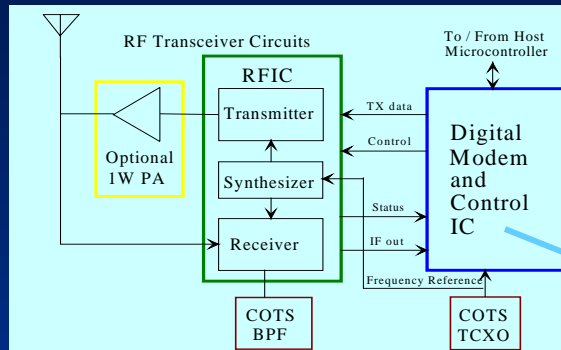 To / From Host
Microcontroller
RF Transceiver Circuits
RFIC
Transmitter
TX data
Optional
1W PA
Control
Digital
Modem
and
Control
IC
Synthesizer
Status
Receiver
IF out
Frequency Reference
COTS
BPF
COTS
TCXO